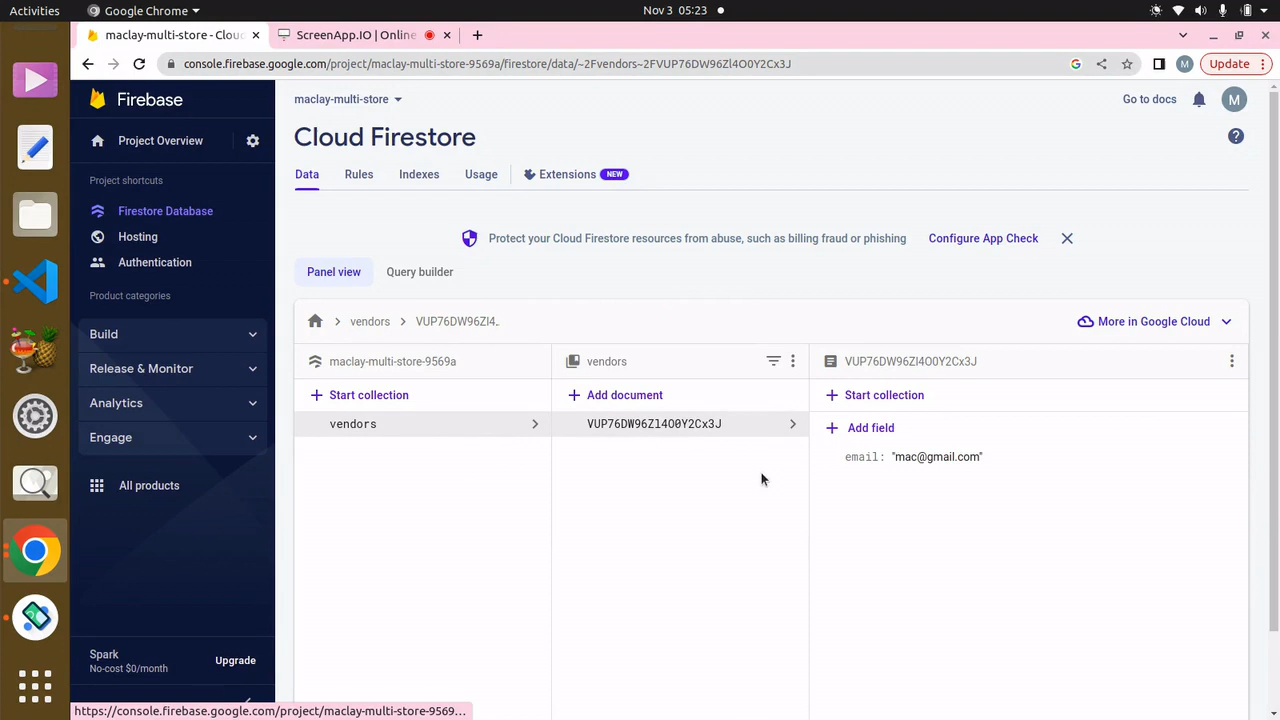 Activities
Google Chrome
Nov 3 05:23
maclay-multi-store - Clou
ScreenApp.IO | Online
console.firebase.google.com/project/maclay-multi-store-9569a/firestore/data/~2Fvendors~2FVUP76DW96Zl4O0Y2Cx3J
M
Update
Firebase
maclay-multi-store
Go to docs
M
Cloud Firestore
Project Overview
Data
Rules
Indexes
Usage
Extensions
NEW
Project shortcuts
Firestore Database
Hosting
Authentication
Protect your Cloud Firestore resources from abuse, such as billing fraud or phishing
Configure App Check
Panel view
Query builder
Product categories
Build
Release & Monitor
Analytics
Engage
All products
vendors
VUP76DW96Zl4..
More in Google Cloud
maclay-multi-store-9569a
vendors
VUP76DW96Zl4O0Y2Cx3J
Start collection
Add document
Start collection
vendors
VUP76DW96Zl4O0Y2Cx3J
Add field
email: "mac@gmail.com"
Spark
No-cost $0/month
Upgrade
https://console.firebase.google.com/project/maclay-multi-store-9569...